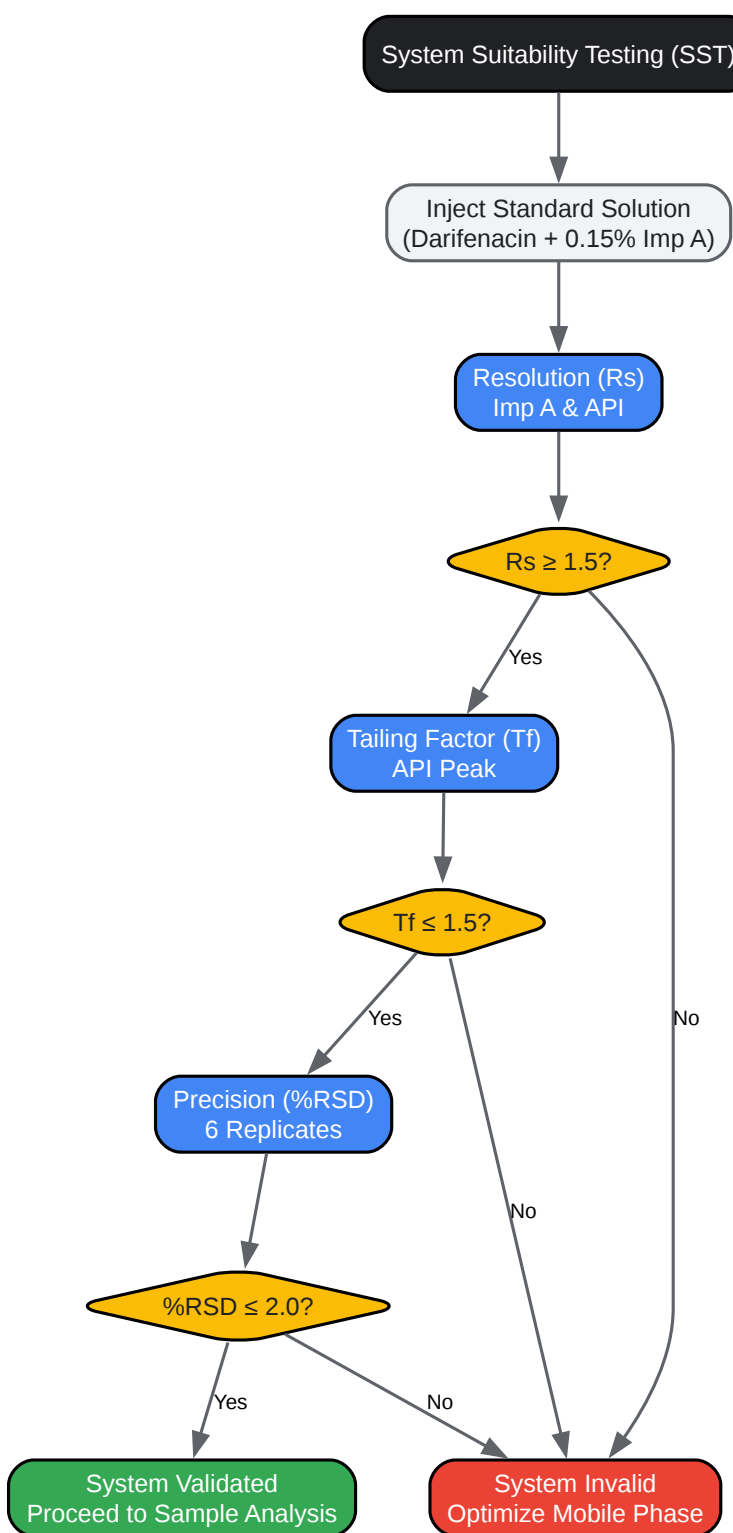 System Suitability Testing (SST)
Inject Standard Solution
(Darifenacin + 0.15% Imp A)
Resolution (Rs)
Imp A & API
Rs ≥ 1.5?
Yes
Tailing Factor (Tf)
API Peak
Tf ≤ 1.5?
Yes
No
Precision (%RSD)
6 Replicates
No
%RSD ≤ 2.0?
Yes
No
System Validated
Proceed to Sample Analysis
System Invalid
Optimize Mobile Phase